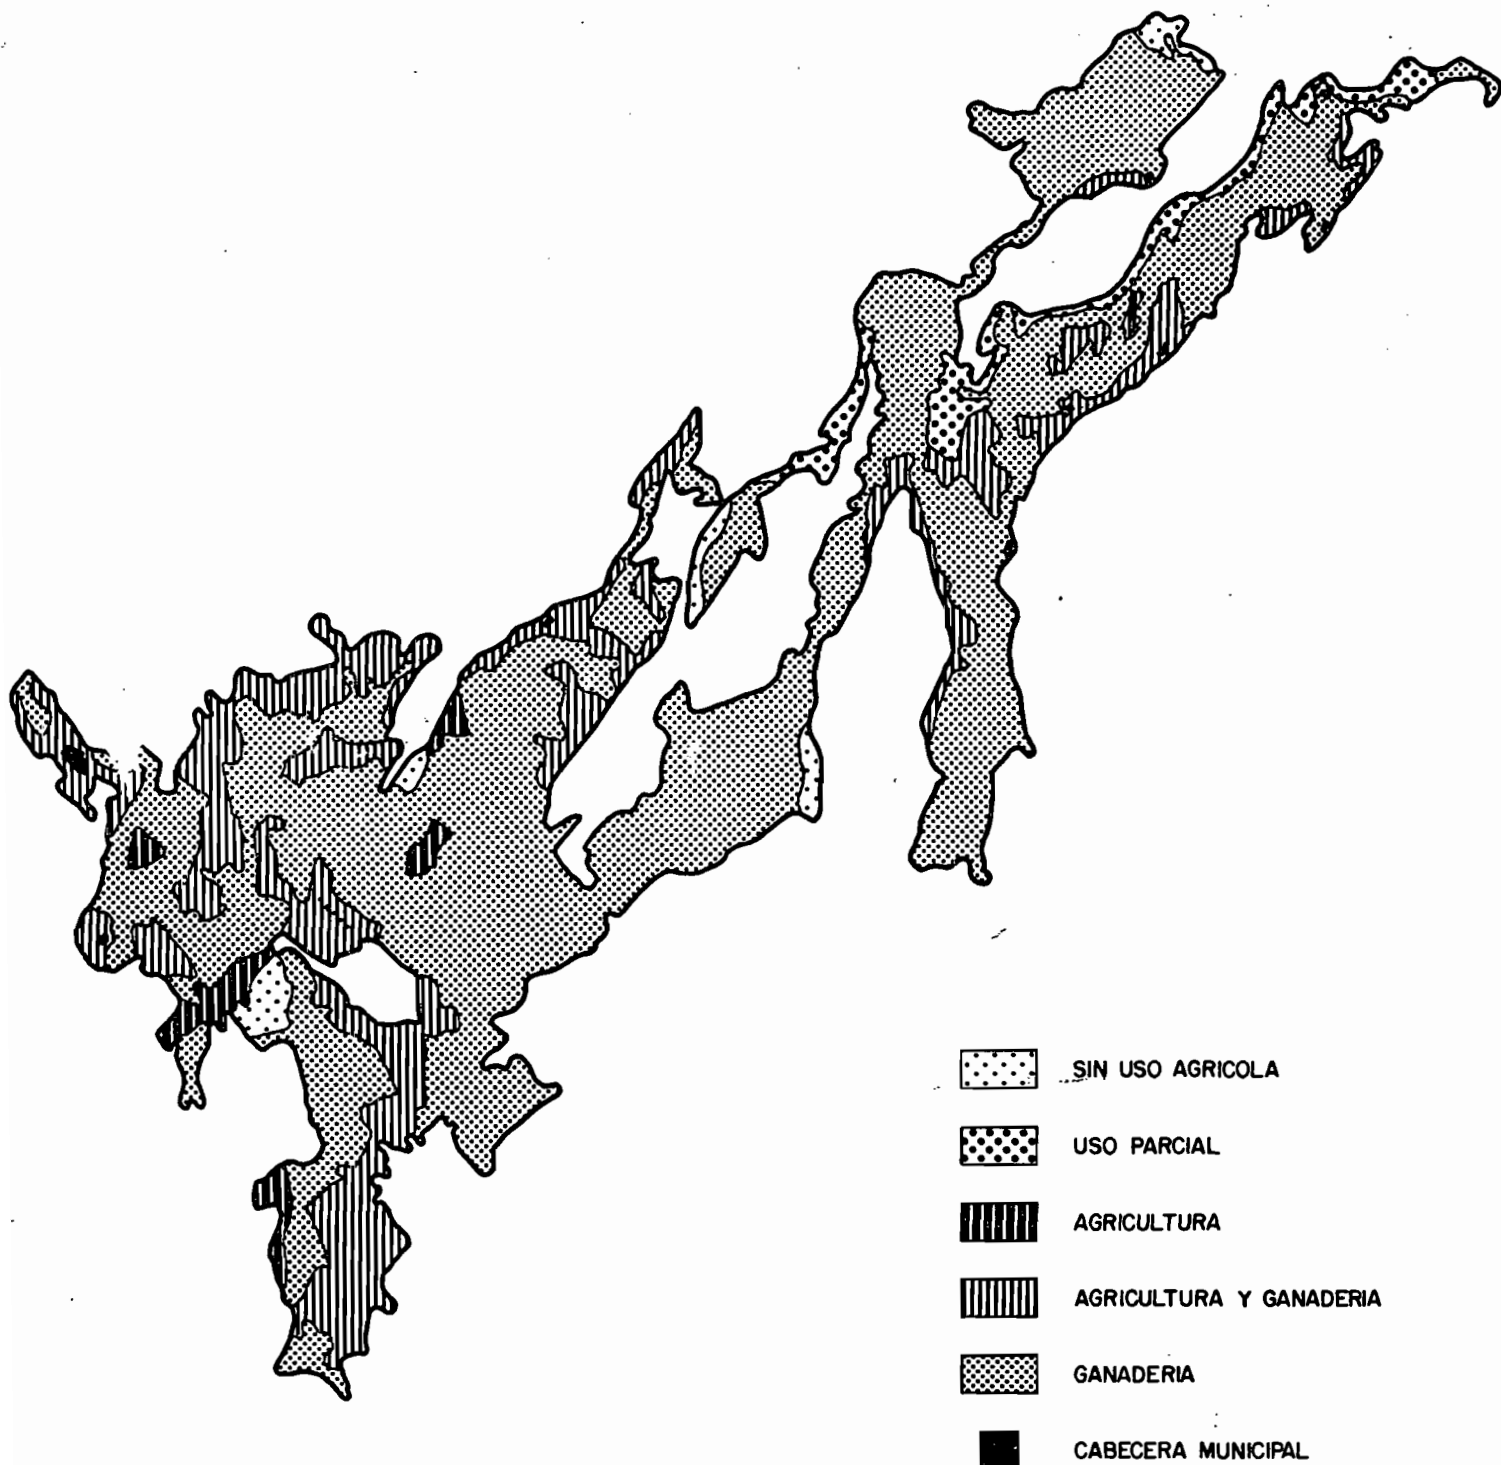 SIN USO AGRICOLA
USO PARCIAL
AGRICULTURA
AGRICULTURA Y GANADERIA
GANADERIA
CABECERA MUNICIPAL